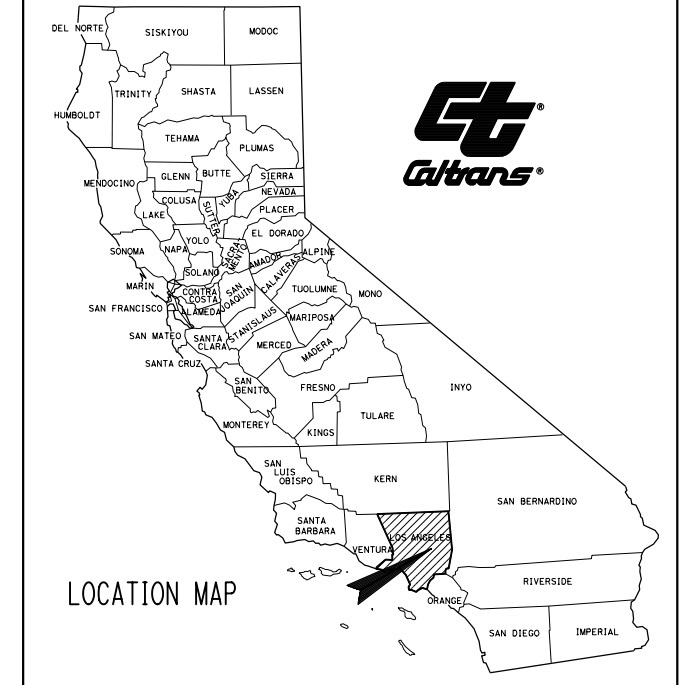 DEL NORTE
SISKIYOU
MODOC
TRINITY
SHASTA
LASSEN
HUMBOLDT
TEHAMA
PLUMAS
MENDOCINO
GLENN
BUTTE
SIERRA
NEVADA
YUBA
COLUSA
PLACER
LAKE
SUTTER
YOLO
EL DORADO
SONOMA
NAPA
SACRA
MENTO
AMADOR
ALPINE
SOLANO
CALAVERAS
MARIN
CONTRA
COSTA
SAN
JOAQUIN
TUOLUMNE
MONO
SAN FRANCISCO
ALAMEDA
STANISLAUS
MARIPOSA
SAN MATEO
SANTA
CLARA
MERCED
MADERA
SANTA CRUZ
SAN
BENITO
FRESNO
INYO
MONTEREY
KINGS
TULARE
SAN
LUIS
OBISPO
KERN
SAN BERNARDINO
SANTA
BARBARA
VENTURA
LOS ANGELES
ORANGE
RIVERSIDE
SAN DIEGO
IMPERIAL
Ct®
Caltrans®
LOCATION MAP